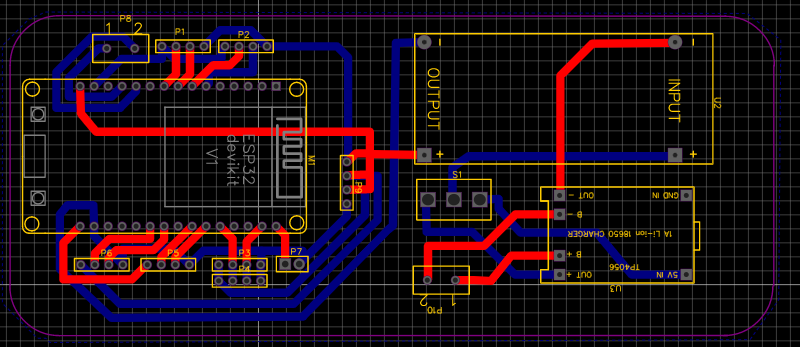 P8
1 2
P1
P2
- -
OUTPUT
INPUT
U2
+ +
ESP32
devikit
V1
M1
P9
S1
- OUT
GND IN
- B
1A Li-ion 18650 CHARGER
+ B
TP4056
+ OUT
5V IN
U3
P6
P5
P3
P4
P7
2 1
P10